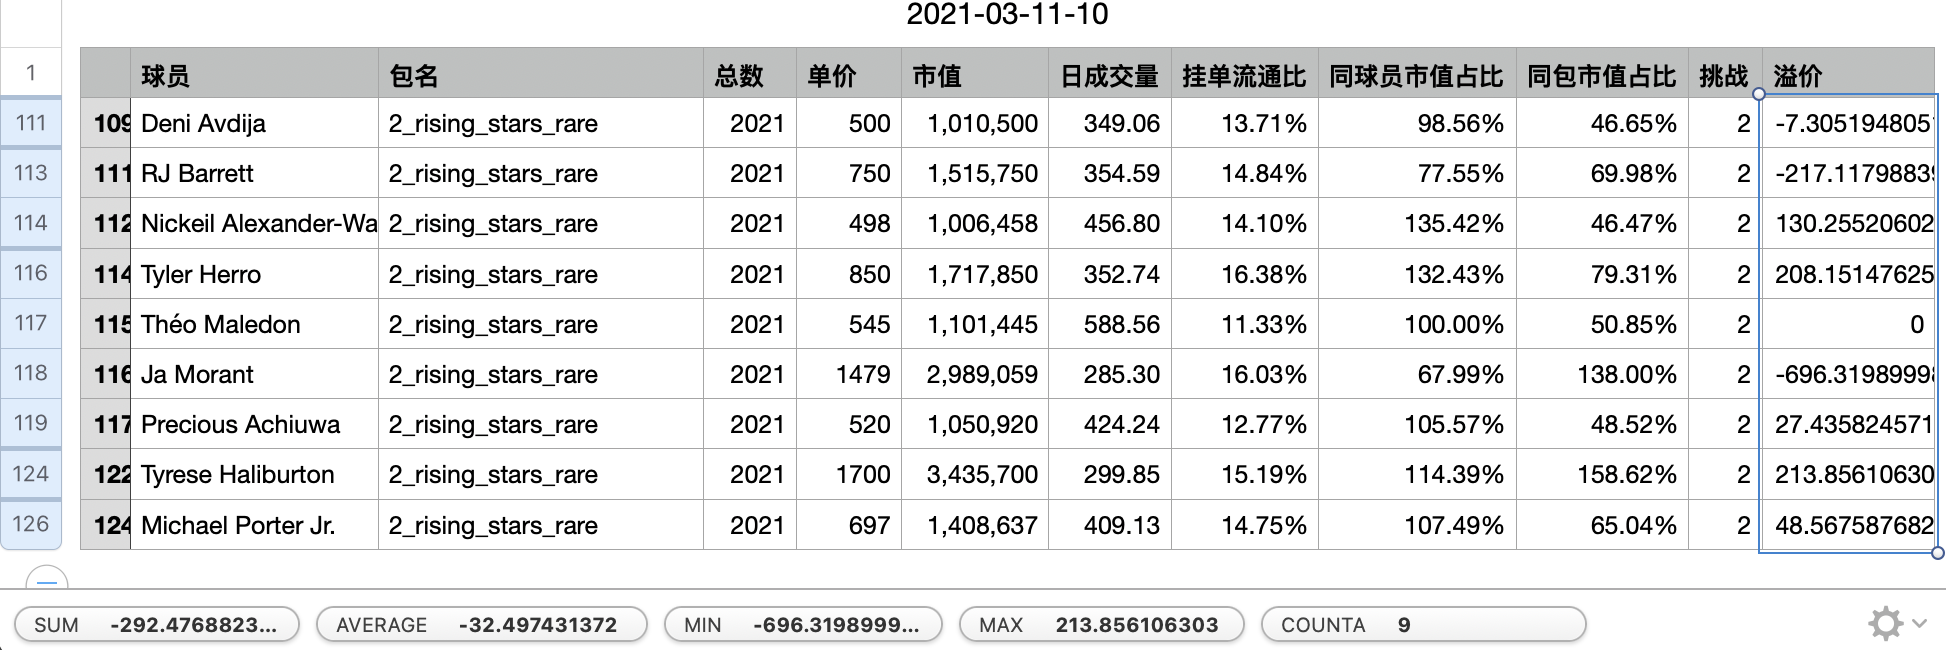 2021-03-11-10
1 球员 包名 总数 单价 市值 日成交量 挂单流通比 同球员市值占比 同包市值占比 挑战 溢价
111 109 Deni Avdija 2_rising_stars_rare 2021 500 1,010,500 349.06 13.71% 98.56% 46.65% 2 -7.3051948051
113 111 RJ Barrett 2_rising_stars_rare 2021 750 1,515,750 354.59 14.84% 77.55% 69.98% 2 -217.11798839
114 112 Nickeil Alexander-Wa 2_rising_stars_rare 2021 498 1,006,458 456.80 14.10% 135.42% 46.47% 2 130.25520602
116 114 Tyler Herro 2_rising_stars_rare 2021 850 1,717,850 352.74 16.38% 132.43% 79.31% 2 208.15147625
117 115 Théo Maledon 2_rising_stars_rare 2021 545 1,101,445 588.56 11.33% 100.00% 50.85% 2 0
118 116 Ja Morant 2_rising_stars_rare 2021 1479 2,989,059 285.30 16.03% 67.99% 138.00% 2 -696.31989998
119 117 Precious Achiuwa 2_rising_stars_rare 2021 520 1,050,920 424.24 12.77% 105.57% 48.52% 2 27.435824571
124 122 Tyrese Haliburton 2_rising_stars_rare 2021 1700 3,435,700 299.85 15.19% 114.39% 158.62% 2 213.85610630
126 124 Michael Porter Jr. 2_rising_stars_rare 2021 697 1,408,637 409.13 14.75% 107.49% 65.04% 2 48.567587682
SUM -292.4768823... AVERAGE -32.497431372 MIN -696.3198999... MAX 213.856106303 COUNTA 9